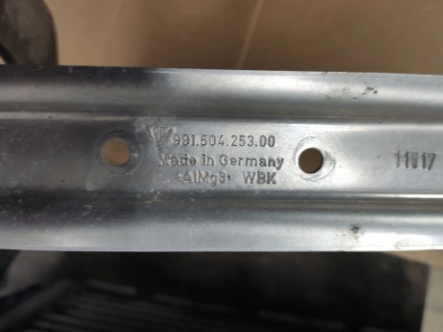 991.504.253.00
Made in Germany
>AlMg3< WBK
11W17